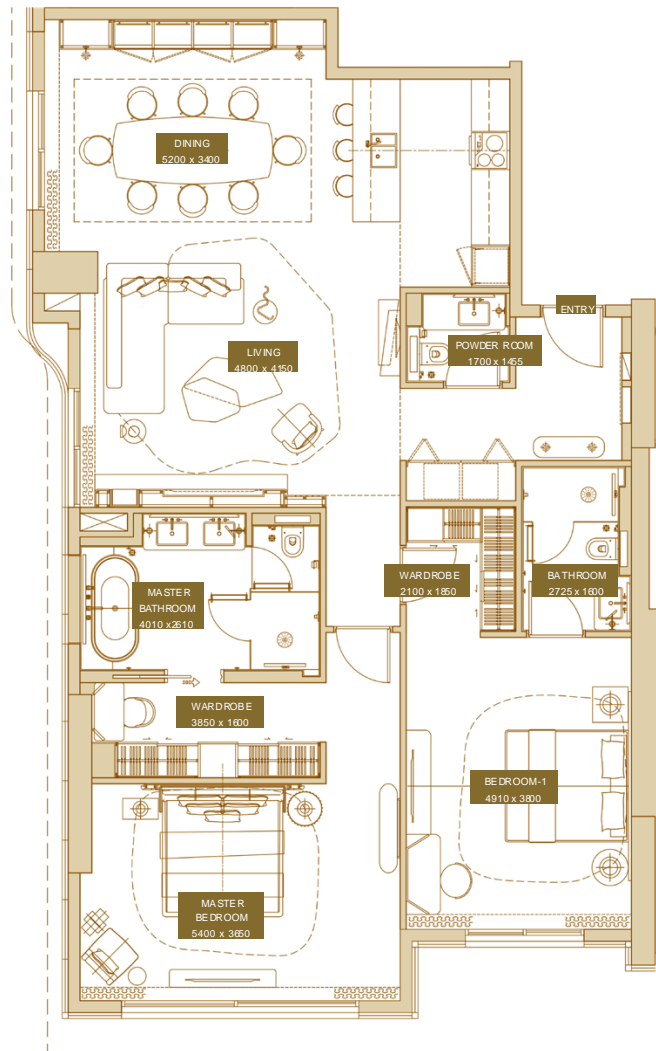 DINING
5200 x 3400
ENTRY
LIVING
4800 x 4150
POWDER ROOM
1700 x 1455
WARDROBE
2100 x 1850
BATHROOM
2725 x 1600
MASTER
BATHROOM
4010 x2610
WARDROBE
3850 x 1600
BEDROOM-1
4910 x 3800
MASTER
BEDROOM
5400 x 3650